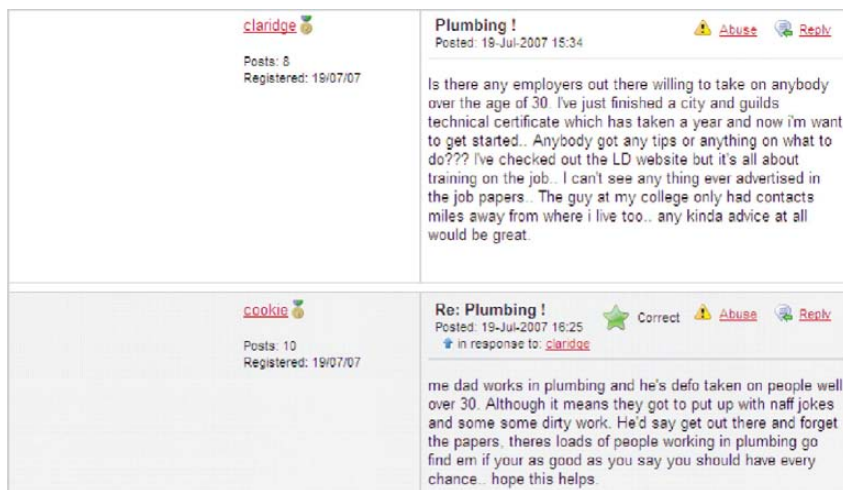 claridge
Posts: 8
Registered: 19/07/07
Plumbing !
Posted: 19-Jul-2007 15:34
Abuse
Reply
Is there any employers out there willing to take on anybody
over the age of 30. I've just finished a city and guilds
technical certificate which has taken a year and now i'm want
to get started.. Anybody got any tips or anything on what to
do??? I've checked out the LD website but it's all about
training on the job.. I can't see any thing ever advertised in
the job papers.. The guy at my college only had contacts
miles away from where i live too.. any kinda advice at all
would be great.
cookie
Posts: 10
Registered: 19/07/07
Re: Plumbing !
Posted: 19-Jul-2007 16:25
in response to: claridge
Correct
Abuse
Reply
me dad works in plumbing and he's defo taken on people well
over 30. Although it means they got to put up with naff jokes
and some some dirty work. He'd say get out there and forget
the papers, theres loads of people working in plumbing go
find em if your as good as you say you should have every
chance.. hope this helps.